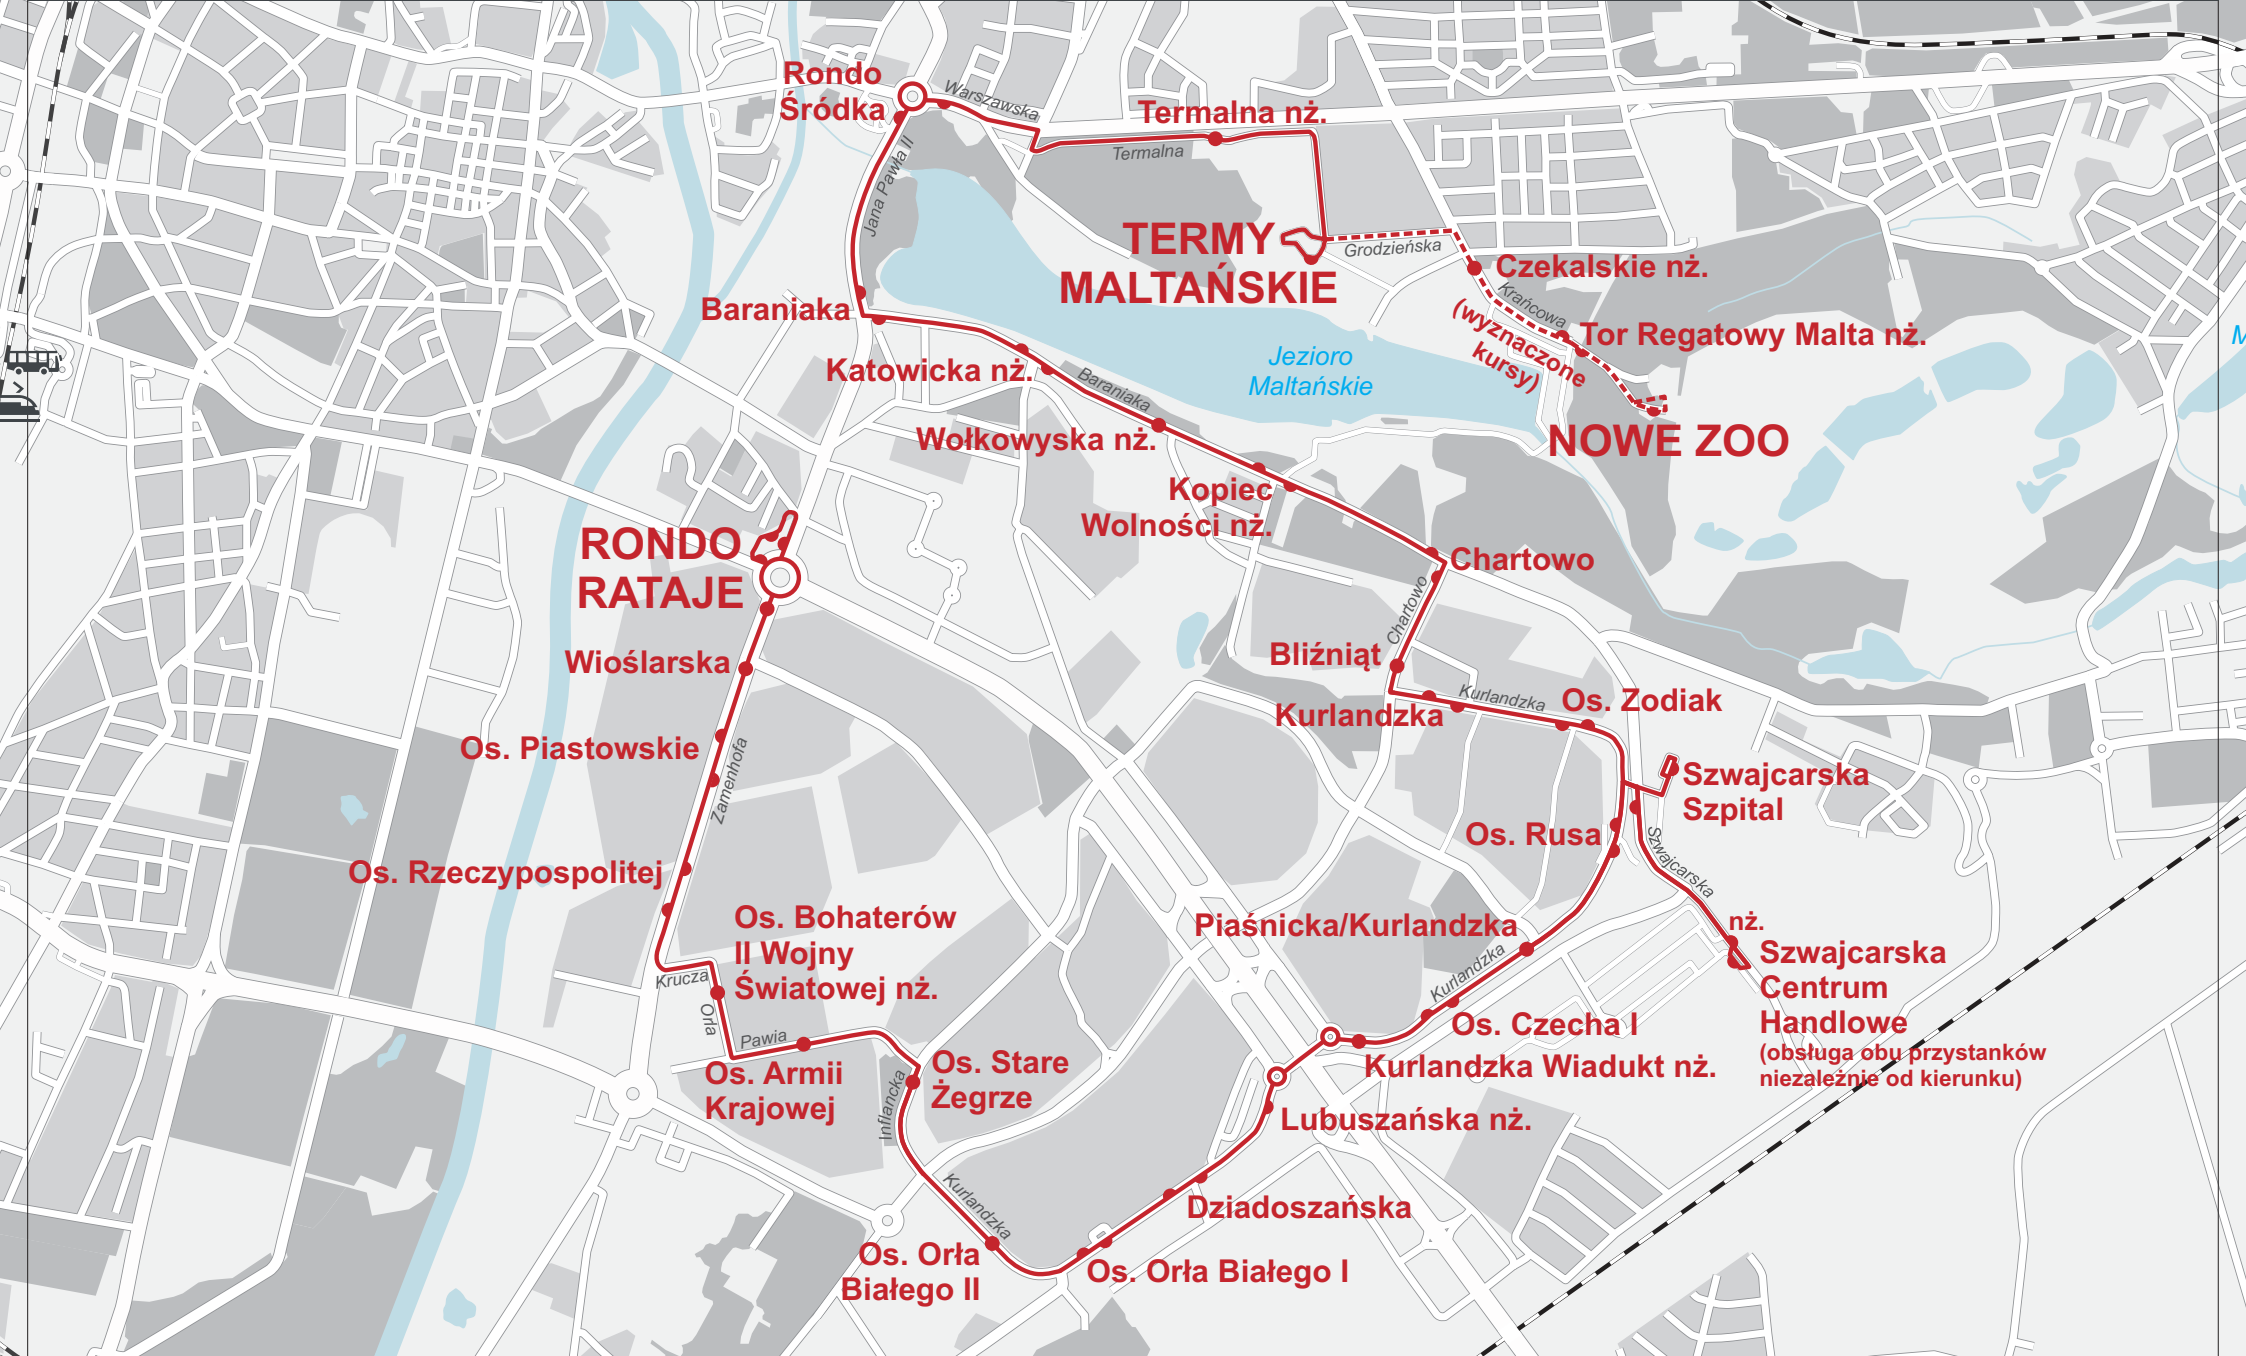 Rondo
Śródka
Warszawska
Termalna nż.
Termalna
Jana Pawła II
TERMY
MALTAŃSKIE
Grodzieńska
Czekalskie nż.
Krańcowa
(wyznaczone
kursy)
Tor Regatowy Malta nż.
NOWE ZOO
Baraniaka
Katowicka nż.
Baraniaka
Jezioro
Maltańskie
M
Wołkowyska nż.
Kopiec
Wolności nż.
Chartowo
Chartowo
RONDO
RATAJE
Wioślarska
Bliźniąt
Kurlandzka
Kurlandzka
Os. Zodiak
Os. Piastowskie
Zamenhofa
Szwajcarska
Szpital
Os. Rusa
Szwajcarska
Os. Rzeczypospolitej
Os. Bohaterów
II Wojny
Światowej nż.
Krucza
Orla
Pawia
Piaśnicka/Kurlandzka
Kurlandzka
nż.
Szwajcarska
Centrum
Handlowe
(obsługa obu przystanków
niezależnie od kierunku)
Os. Czecha I
Kurlandzka Wiadukt nż.
Os. Armii
Krajowej
Os. Stare
Żegrze
Inflancka
Lubuszańska nż.
Kurlandzka
Dziadoszańska
Os. Orła
Białego II
Os. Orła Białego I